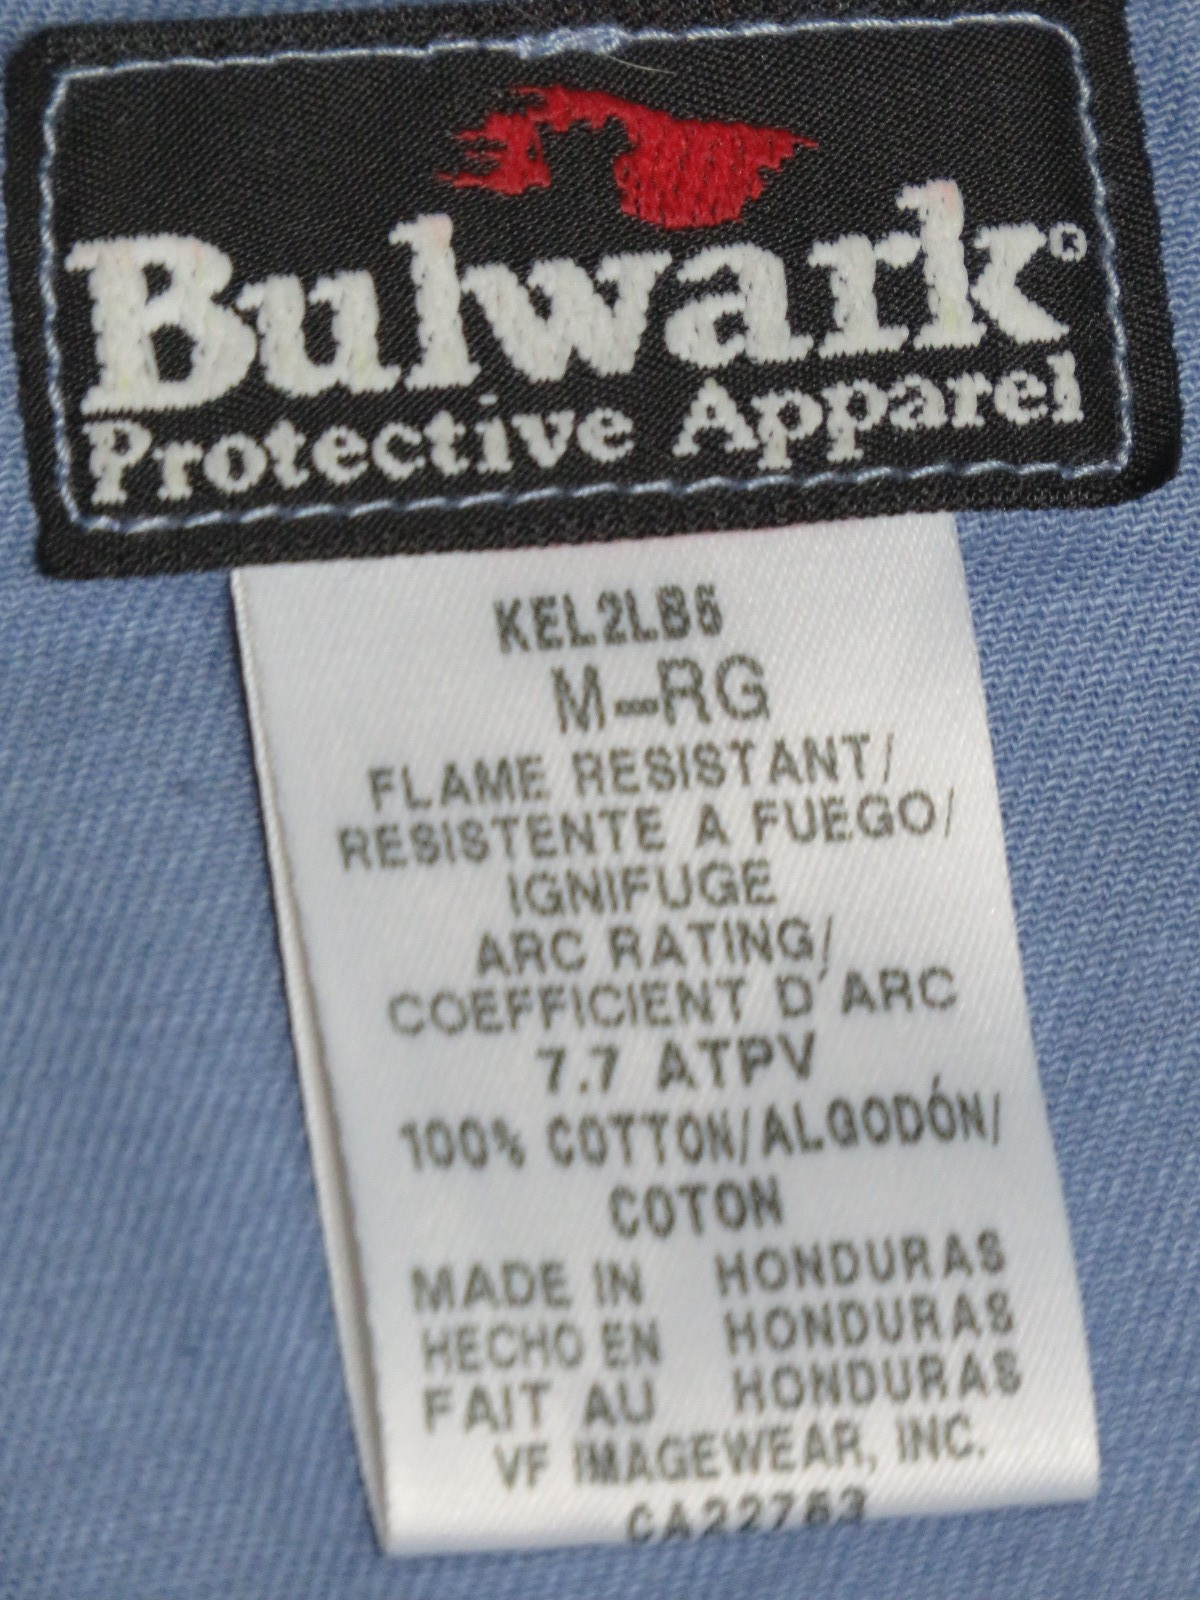 Bulwark®
Protective Apparel
KEL2LB6
M-RG
FLAME RESISTANT/
RESISTENTE A FUEGO/
IGNIFUGE
ARC RATING/
COEFFICIENT D'ARC
7.7 ATPV
100% COTTON/ALGODÓN/
COTON
MADE IN HONDURAS
HECHO EN HONDURAS
FAIT AU HONDURAS
VF IMAGEWEAR, INC.
CA22753